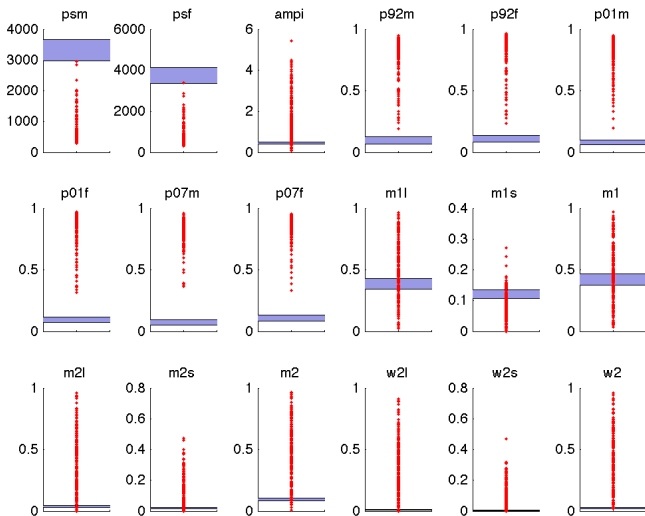 psm psf ampi p92m p92f p01m
4000 6000 6 1 1 1
3000 4000 4
2000 0.5 0.5 0.5
2000 2
1000
0 0 0 0 0 0
p01f p07m p07f m1l m1s m1
1 1 1 1 0.4 1
0.3
0.5 0.5 0.5 0.5 0.2 0.5
0.1
0 0 0 0 0 0
m2l m2s m2 w2l w2s w2
1 0.8 1 1 0.8 1
0.6 0.6
0.5 0.4 0.5 0.5 0.4 0.5
0.2 0.2
0 0 0 0 0 0